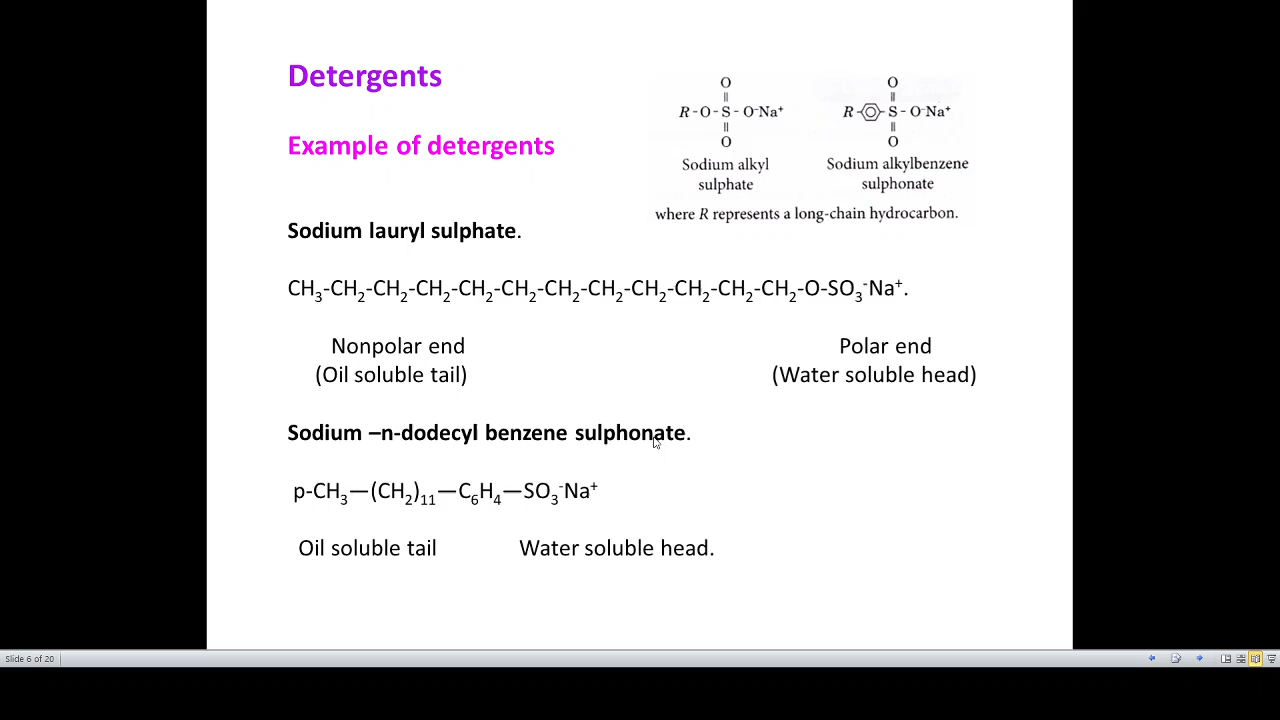 Detergents
Example of detergents
O
||
R-O-S-O⁻Na⁺
||
O
Sodium alkyl
sulphate
O
||
R-⌬-S-O⁻Na⁺
||
O
Sodium alkylbenzene
sulphonate
where R represents a long-chain hydrocarbon.
Sodium lauryl sulphate.
CH₃-CH₂-CH₂-CH₂-CH₂-CH₂-CH₂-CH₂-CH₂-CH₂-CH₂-CH₂-O-SO₃⁻Na⁺.
Nonpolar end Polar end
(Oil soluble tail) (Water soluble head)
Sodium –n-dodecyl benzene sulphonate.
p-CH₃—(CH₂)₁₁—C₆H₄—SO₃⁻Na⁺
Oil soluble tail Water soluble head.
Slide 6 of 20